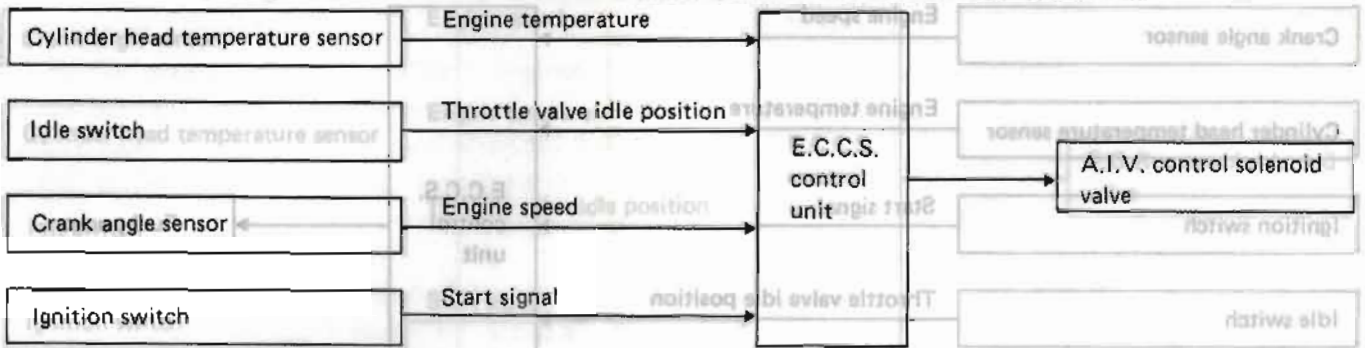 Cylinder head temperature sensor
Engine temperature
Idle switch
Throttle valve idle position
Crank angle sensor
Engine speed
Ignition switch
Start signal
E.C.C.S.
control
unit
A.I.V. control solenoid
valve